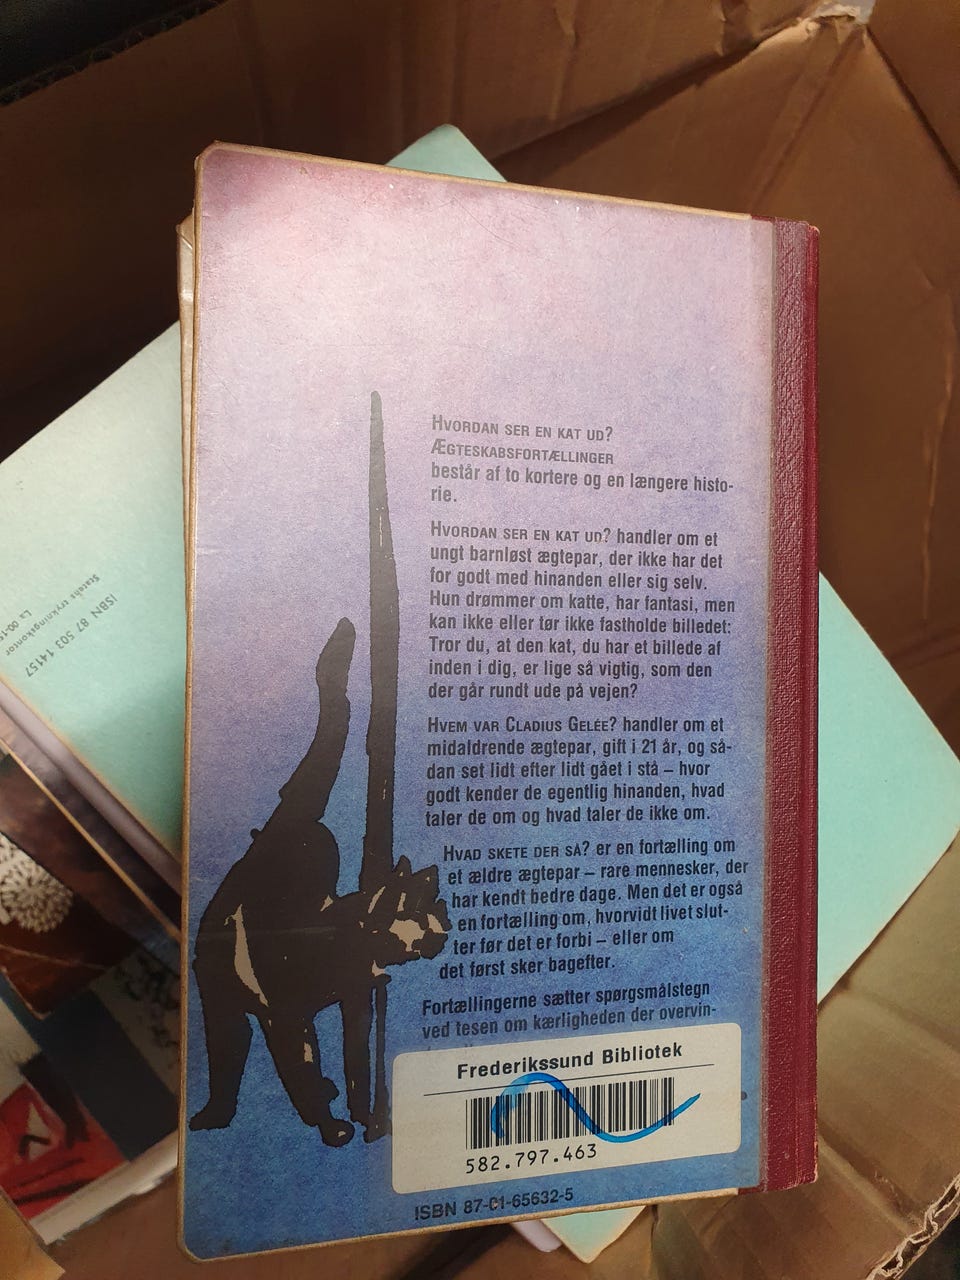 HVORDAN SER EN KAT UD?
ÆGTESKABSFORTÆLLINGER
består af to kortere og en længere histo-
rie.
HVORDAN SER EN KAT UD? handler om et
ungt barnløst ægtepar, der ikke har det
for godt med hinanden eller sig selv.
Hun drømmer om katte, har fantasi, men
kan ikke eller tør ikke fastholde billedet:
Tror du, at den kat, du har et billede af
inden i dig, er lige så vigtig, som den
der går rundt ude på vejen?
HVEM VAR CLADIUS GELÉE? handler om et
midaldrende ægtepar, gift i 21 år, og så-
dan set lidt efter lidt gået i stå – hvor
godt kender de egentlig hinanden, hvad
taler de om og hvad taler de ikke om.
HVAD SKETE DER SÅ? er en fortælling om
et ældre ægtepar – rare mennesker, der
har kendt bedre dage. Men det er også
en fortælling om, hvorvidt livet slut-
ter før det er forbi – eller om
det først sker bagefter.
Fortællingerne sætter spørgsmålstegn
ved tesen om kærligheden der overvin-
Frederikssund Bibliotek
582.797.463
ISBN 87-01-65632-5
Statens trykningskontor
La 00-15
ISBN 87 503 14157